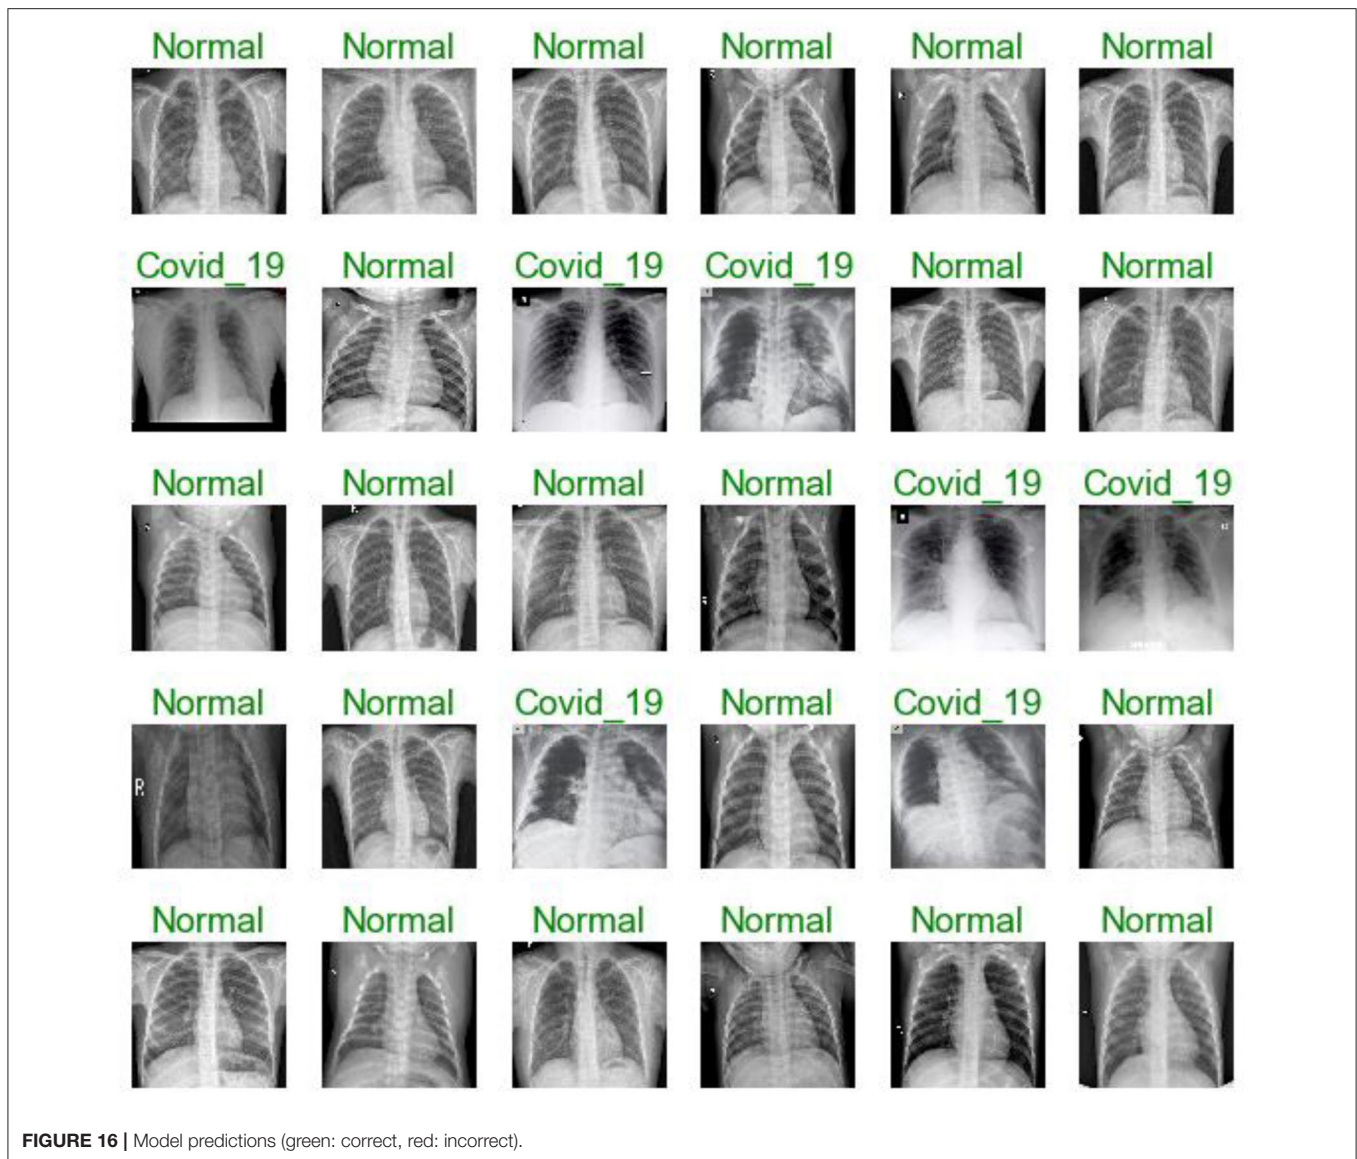 Normal Normal Normal Normal Normal Normal
Covid_19 Normal Covid_19 Covid_19 Normal Normal
Normal Normal Normal Normal Covid_19 Covid_19
Normal Normal Covid_19 Normal Covid_19 Normal
R
Normal Normal Normal Normal Normal Normal
FIGURE 16 | Model predictions (green: correct, red: incorrect).